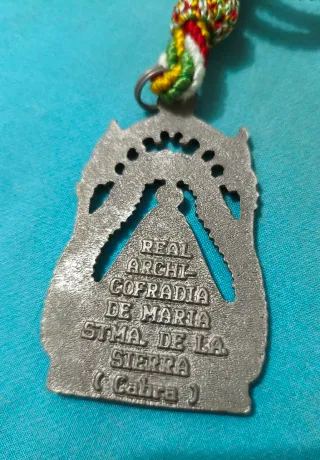 REAL
ARCHI-
COFRADIA
DE MARIA
STMA. DE LA
SIERRA
( Cabra )